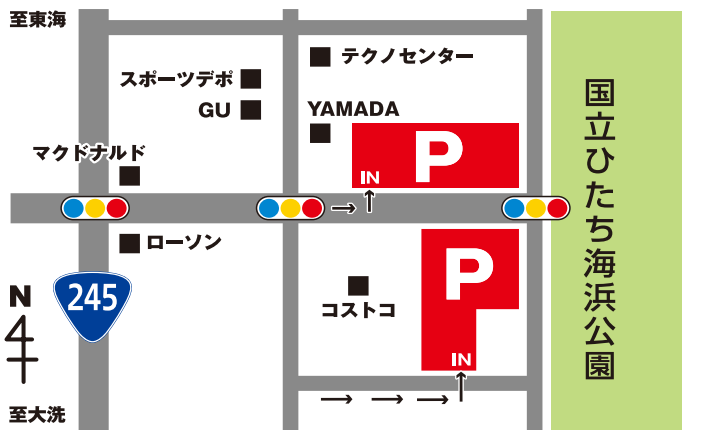 至東海
テクノセンター
スポーツデポ
GU
YAMADA
マクドナルド
P
IN
国立ひたち海浜公園
ローソン
245
P
コストコ
IN
N
至大洗